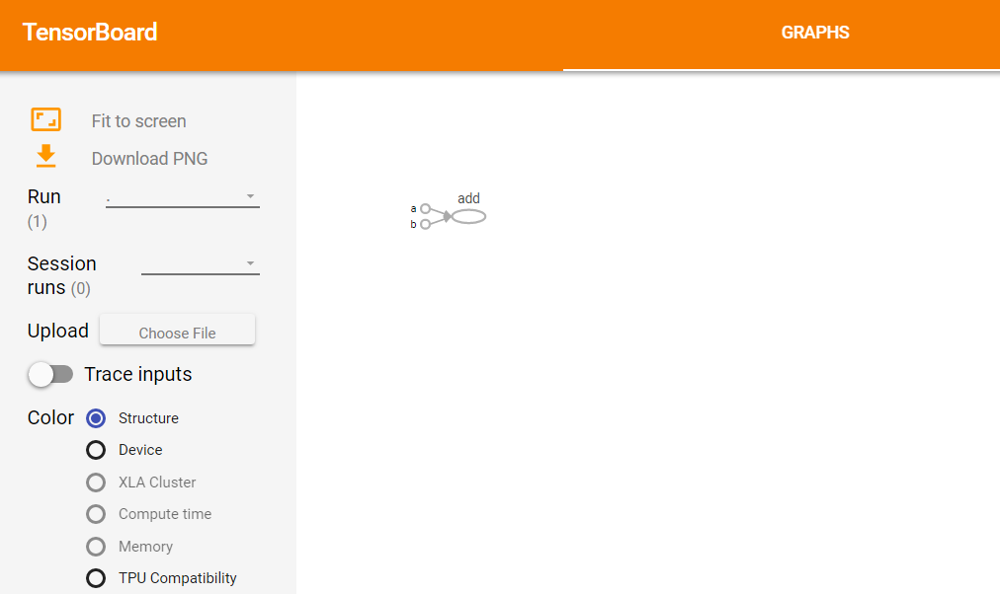 TensorBoard
GRAPHS
Fit to screen
Download PNG
Run
(1)
.
Session
runs (0)
Upload
Choose File
Trace inputs
Color
Structure
Device
XLA Cluster
Compute time
Memory
TPU Compatibility
add
a
b